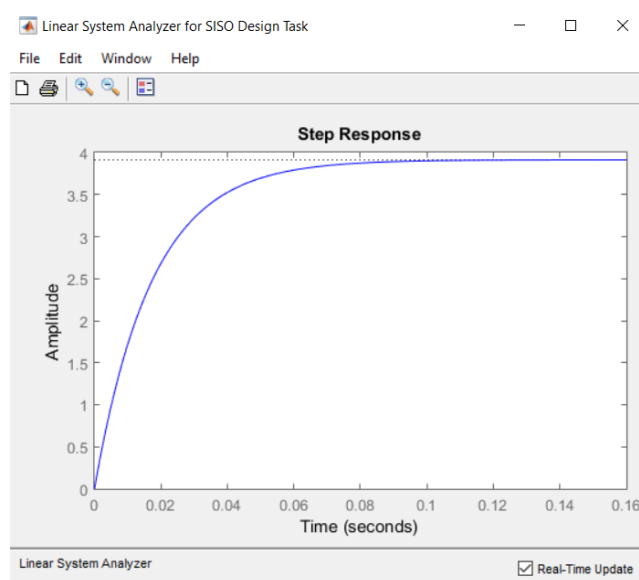 Linear System Analyzer for SISO Design Task
File Edit Window Help
Step Response
4
3.5
3
2.5
2
1.5
1
0.5
0
Amplitude
0 0.02 0.04 0.06 0.08 0.1 0.12 0.14 0.16
Time (seconds)
Linear System Analyzer
Real-Time Update